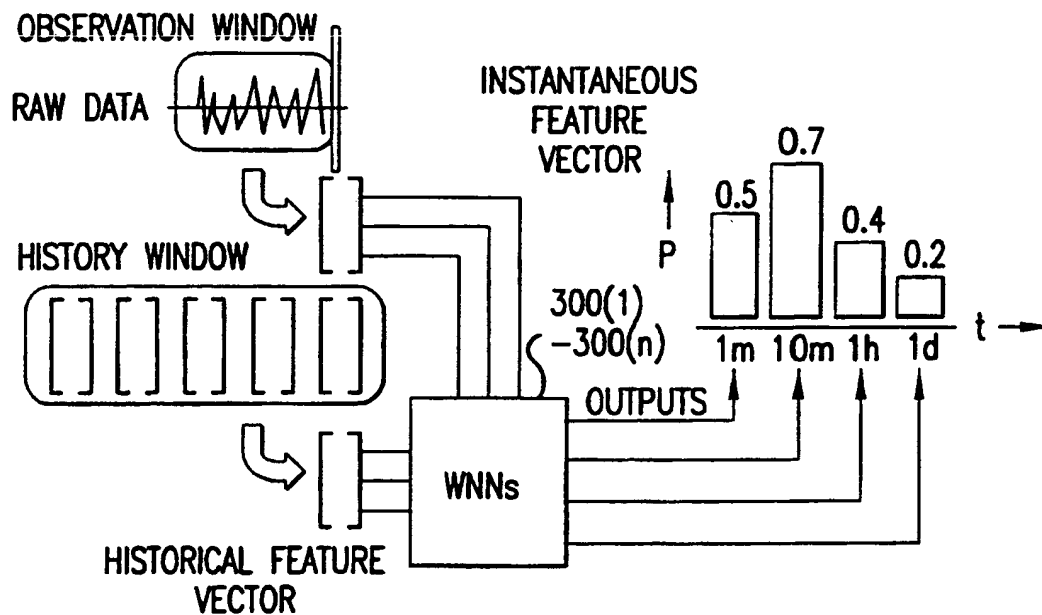 OBSERVATION WINDOW
RAW DATA
INSTANTANEOUS
FEATURE
VECTOR
0.5
0.7
0.4
0.2
P
t
1m 10m 1h 1d
HISTORY WINDOW
300(1)
-300(n)
OUTPUTS
WNNs
HISTORICAL FEATURE
VECTOR